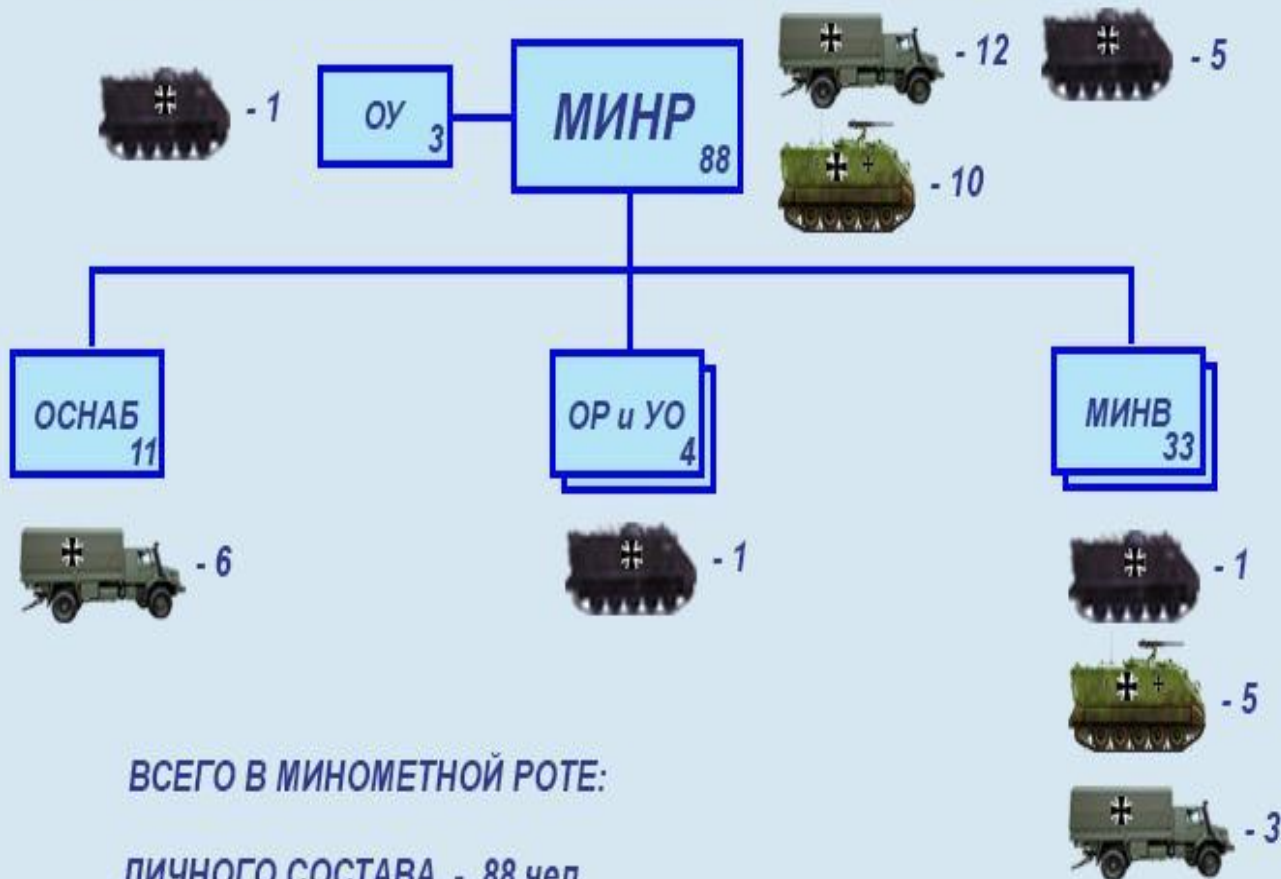 - 1
ОУ
3
МИНР
88
- 12
- 5
- 10
ОСНАБ
11
ОР и УО
4
МИНВ
33
- 6
- 1
- 1
- 5
- 3
ВСЕГО В МИНОМЕТНОЙ РОТЕ:
ЛИЧНОГО СОСТАВА - 88 чел